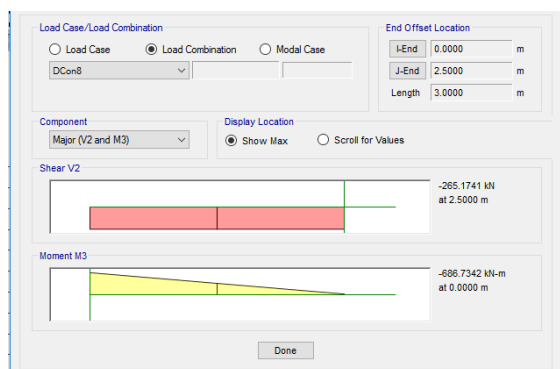 Load Case/Load Combination
Load Case Load Combination Modal Case
DCon8
End Offset Location
I-End 0.0000 m
J-End 2.5000 m
Length 3.0000 m
Component
Major (V2 and M3)
Display Location
Show Max Scroll for Values
Shear V2
-265.1741 kN
at 2.5000 m
Moment M3
-686.7342 kN-m
at 0.0000 m
Done